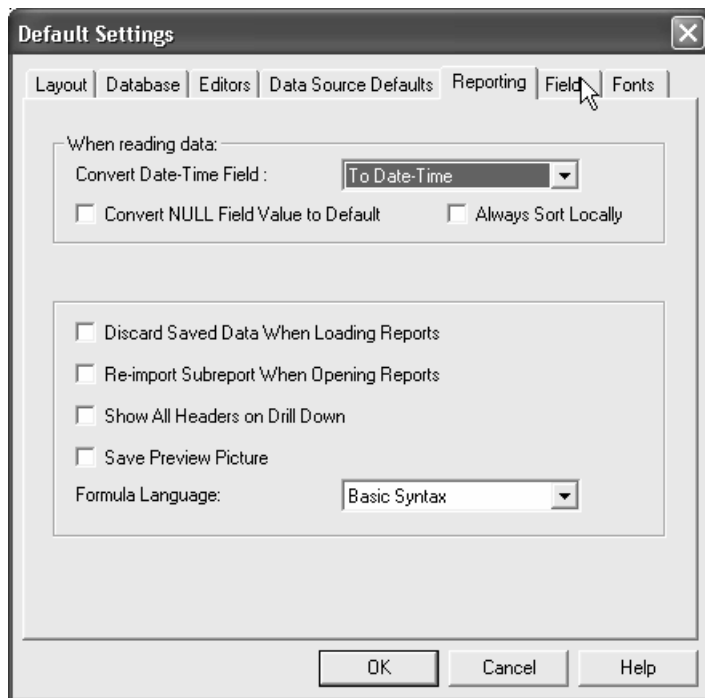 Default Settings
Layout Database Editors Data Source Defaults Reporting Field Fonts
When reading data:
Convert Date-Time Field : To Date-Time
Convert NULL Field Value to Default Always Sort Locally
Discard Saved Data When Loading Reports
Re-import Subreport When Opening Reports
Show All Headers on Drill Down
Save Preview Picture
Formula Language: Basic Syntax
OK Cancel Help